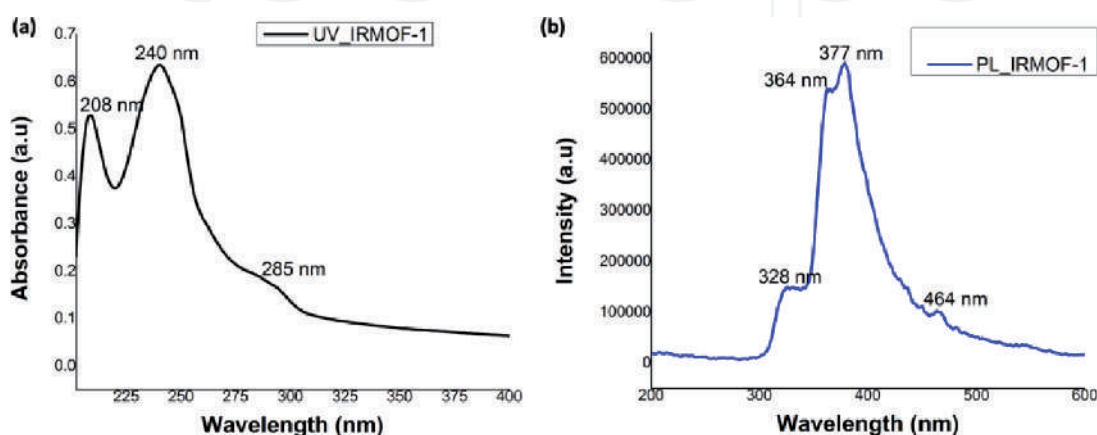 (a)
UV_IRMOF-1
0.7
0.6
0.5
0.4
0.3
0.2
0.1
0.0
Absorbance (a.u)
208 nm
240 nm
285 nm
225
250
275
300
325
350
375
400
Wavelength (nm)
(b)
PL_IRMOF-1
600000
500000
400000
300000
200000
100000
0
Intensity (a.u)
377 nm
364 nm
328 nm
464 nm
200
300
400
500
600
Wavelength (nm)